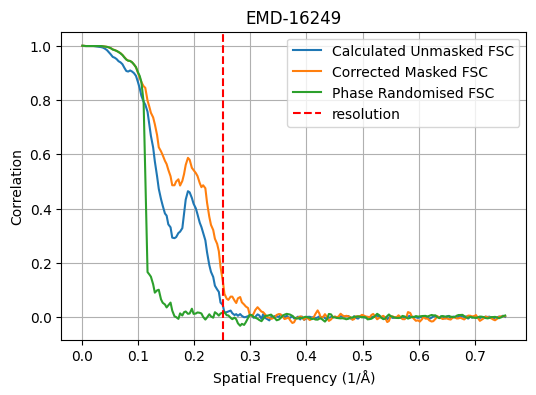 EMD-16249
Calculated Unmasked FSC
Corrected Masked FSC
Phase Randomised FSC
resolution
1.0
0.8
0.6
0.4
0.2
0.0
Correlation
0.0 0.1 0.2 0.3 0.4 0.5 0.6 0.7
Spatial Frequency (1/Å)